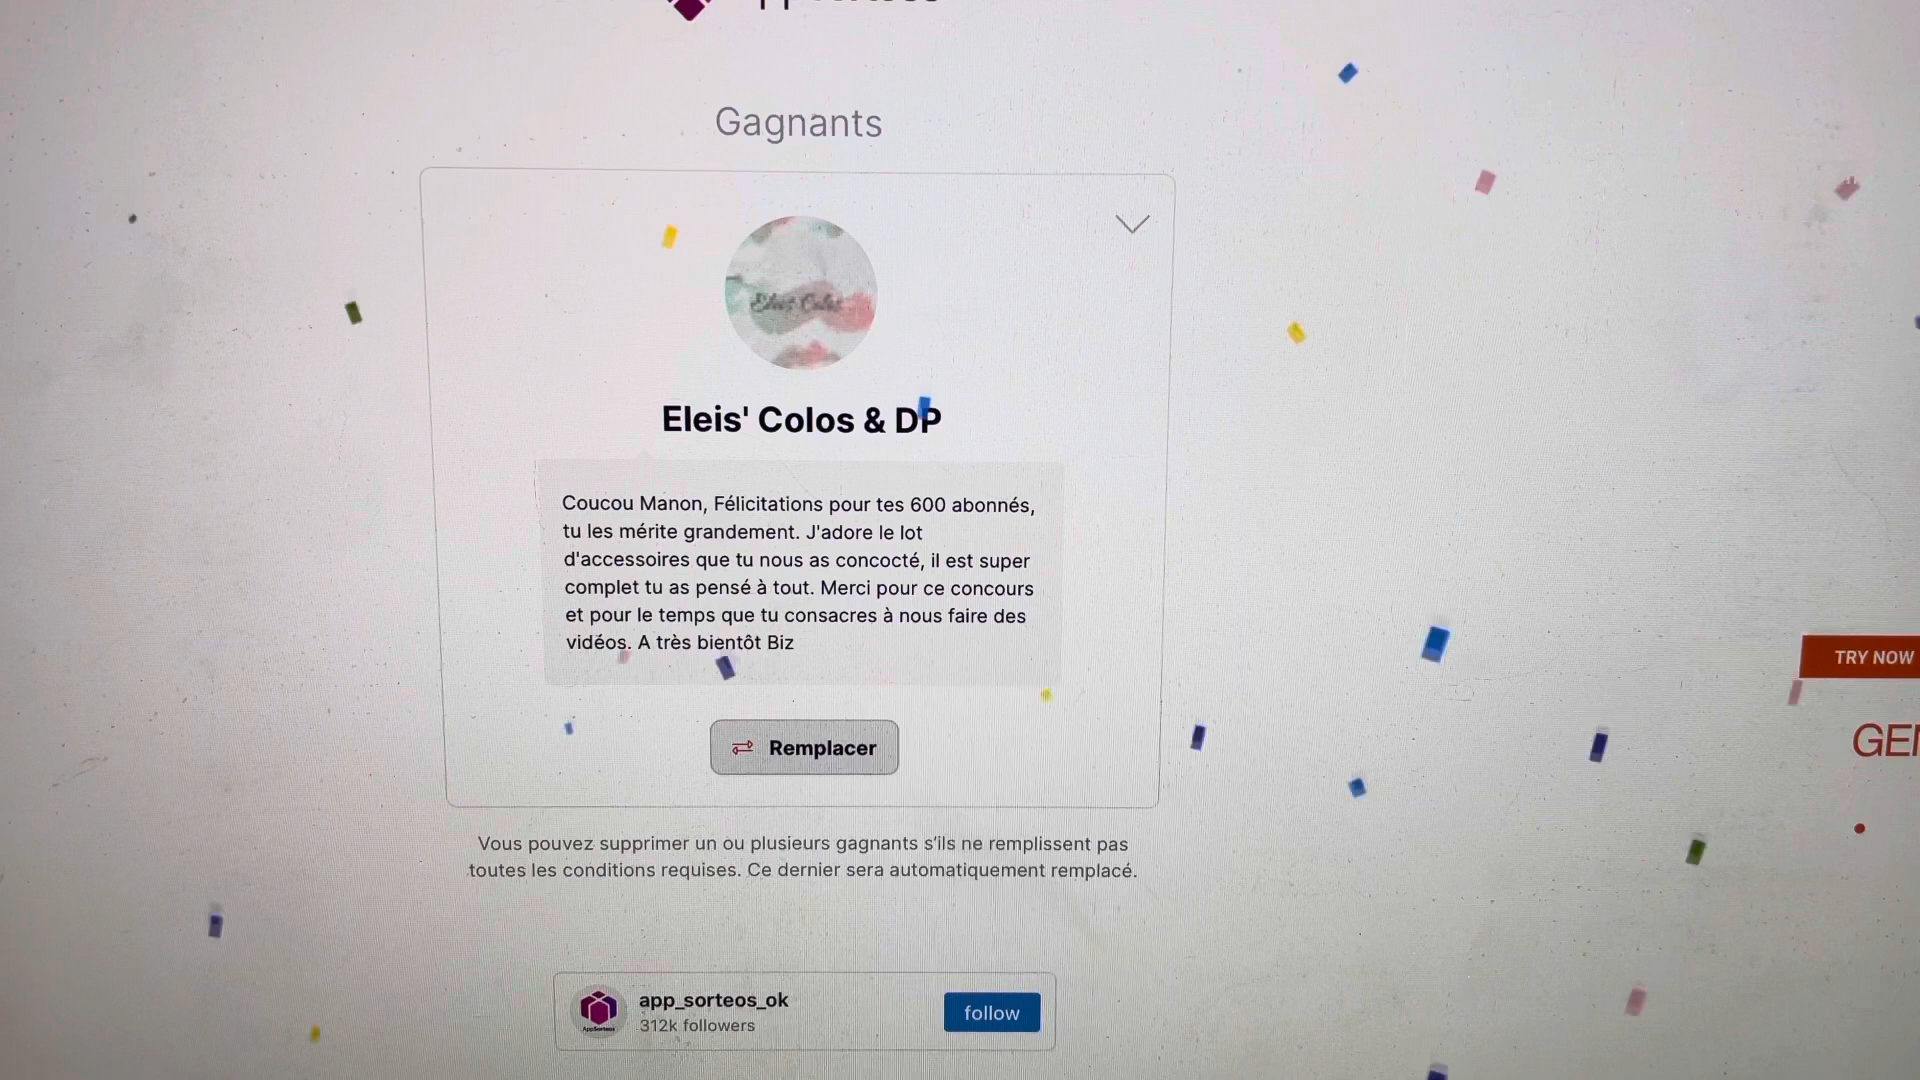 Gagnants
Eleis' Colos
Eleis' Colos & DP
Coucou Manon, Félicitations pour tes 600 abonnés,
tu les mérite grandement. J'adore le lot
d'accessoires que tu nous as concocté, il est super
complet tu as pensé à tout. Merci pour ce concours
et pour le temps que tu consacres à nous faire des
vidéos. A très bientôt Biz
Remplacer
Vous pouvez supprimer un ou plusieurs gagnants s'ils ne remplissent pas
toutes les conditions requises. Ce dernier sera automatiquement remplacé.
AppSorteos
app_sorteos_ok
312k followers
follow
TRY NOW